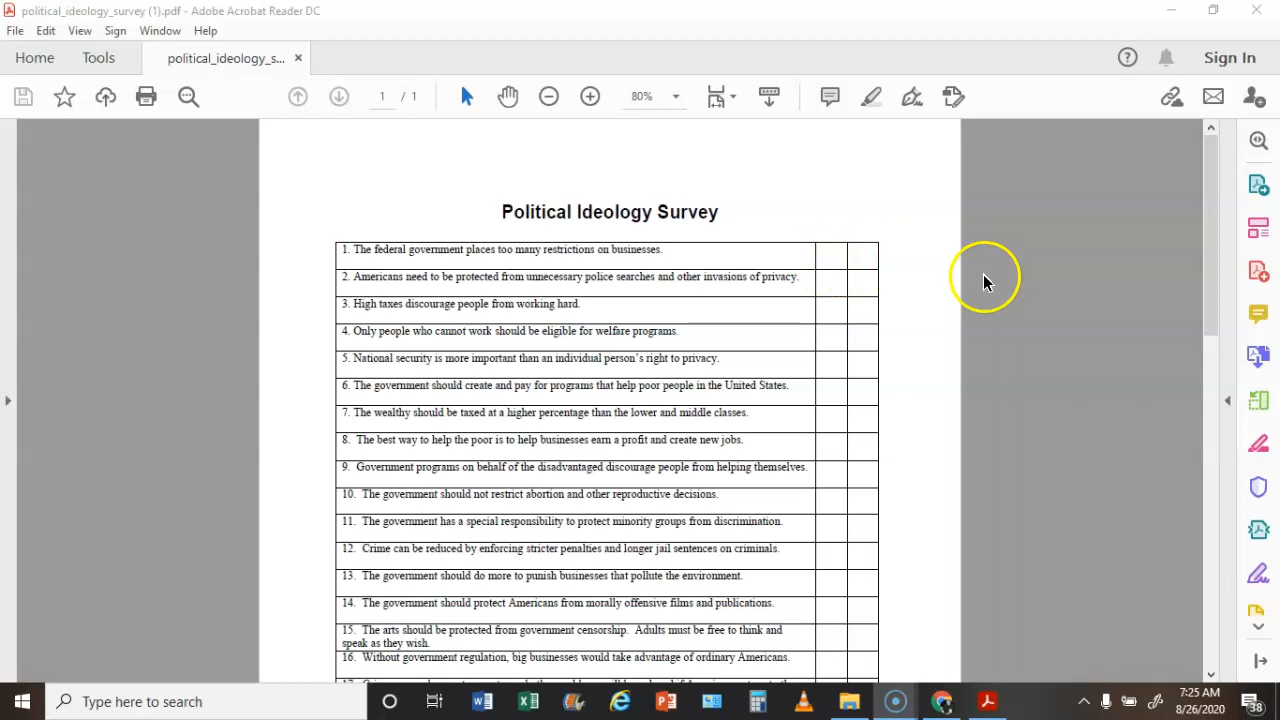 political_ideology_survey (1).pdf - Adobe Acrobat Reader DC
File Edit View Sign Window Help
Home Tools political_ideology_s... × Sign In
1 / 1 80%
Political Ideology Survey
1. The federal government places too many restrictions on businesses.
2. Americans need to be protected from unnecessary police searches and other invasions of privacy.
3. High taxes discourage people from working hard.
4. Only people who cannot work should be eligible for welfare programs.
5. National security is more important than an individual person's right to privacy.
6. The government should create and pay for programs that help poor people in the United States.
7. The wealthy should be taxed at a higher percentage than the lower and middle classes.
8. The best way to help the poor is to help businesses earn a profit and create new jobs.
9. Government programs on behalf of the disadvantaged discourage people from helping themselves.
10. The government should not restrict abortion and other reproductive decisions.
11. The government has a special responsibility to protect minority groups from discrimination.
12. Crime can be reduced by enforcing stricter penalties and longer jail sentences on criminals.
13. The government should do more to punish businesses that pollute the environment.
14. The government should protect Americans from morally offensive films and publications.
15. The arts should be protected from government censorship. Adults must be free to think and
speak as they wish.
16. Without government regulation, big businesses would take advantage of ordinary Americans.
Type here to search
7:25 AM
8/26/2020
38